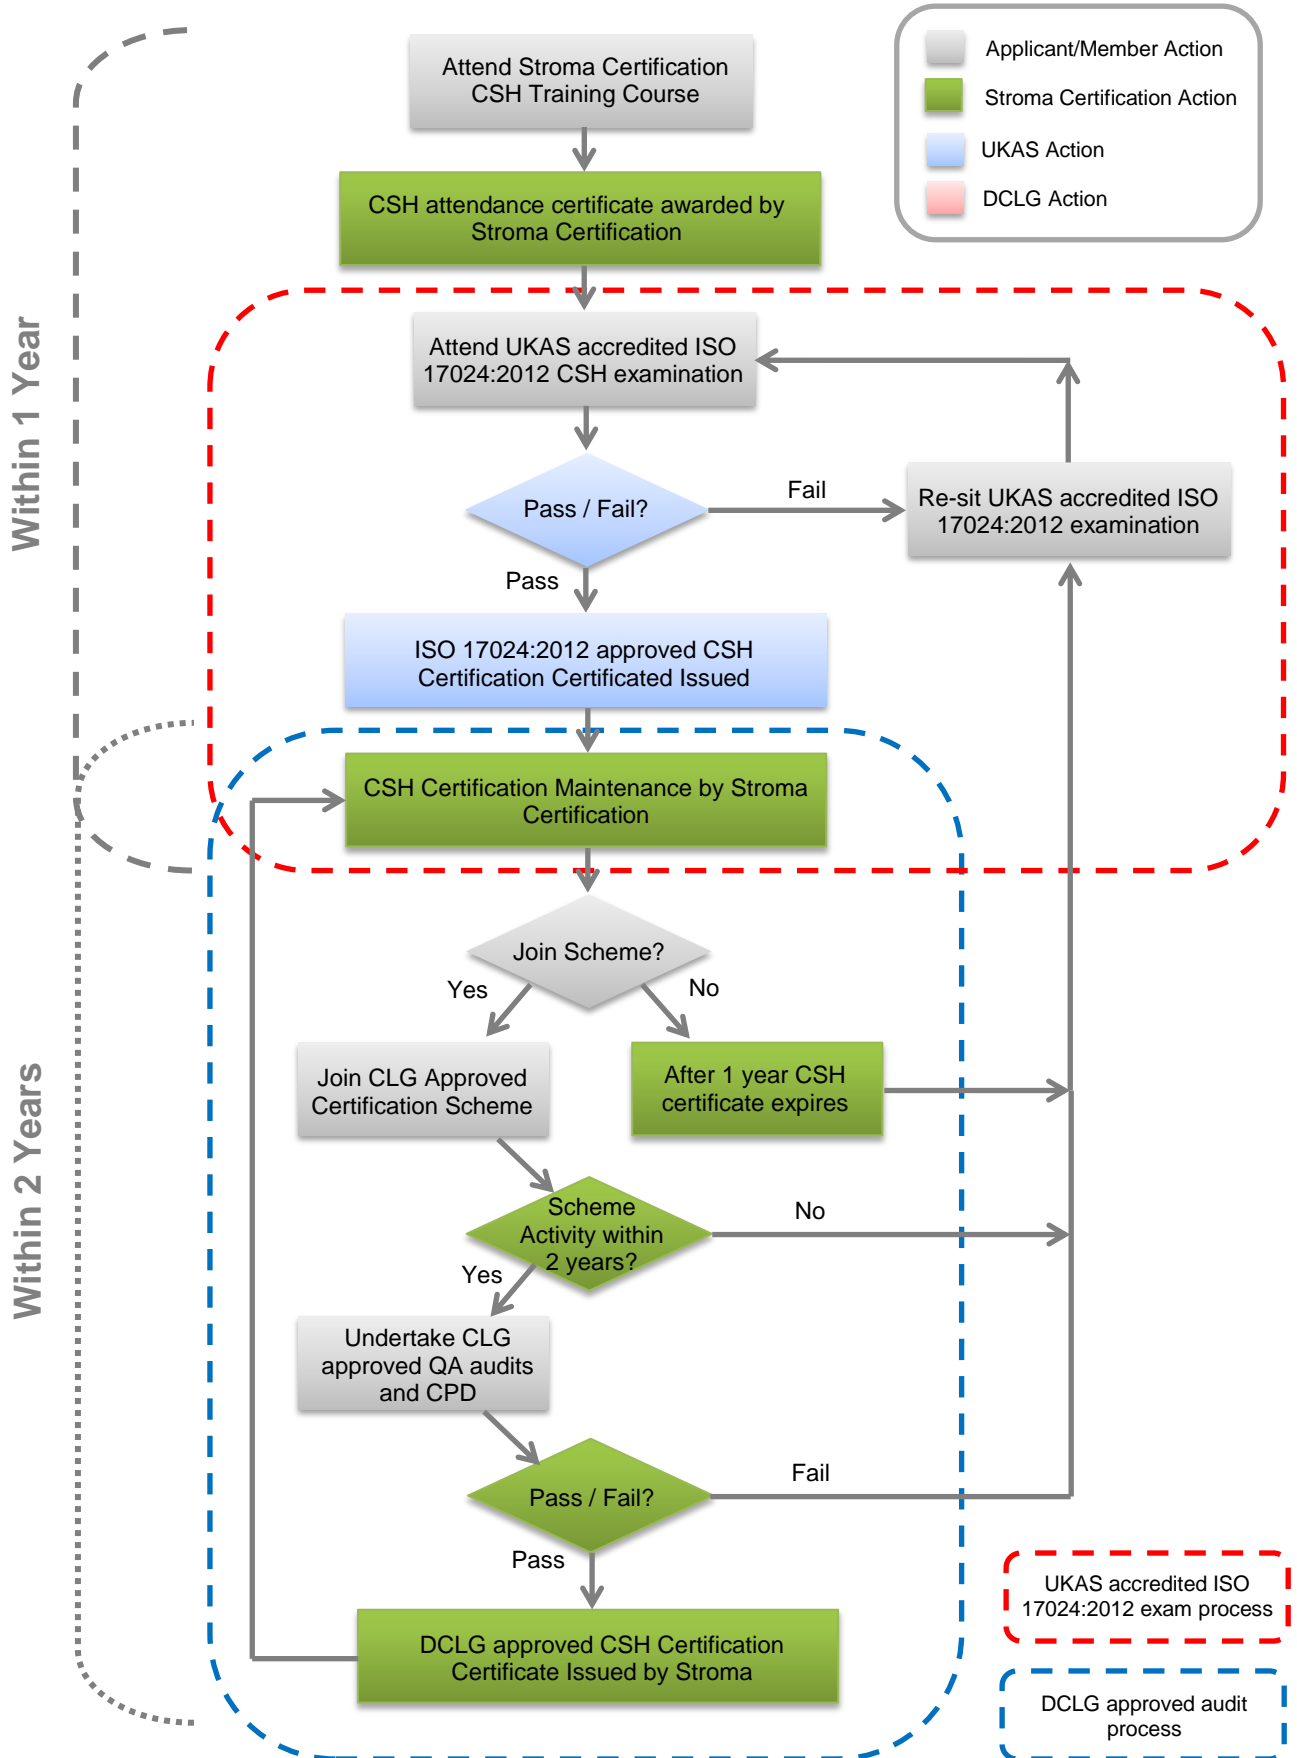 Attend Stroma Certification
CSH Training Course
Applicant/Member Action
Stroma Certification Action
UKAS Action
DCLG Action
CSH attendance certificate awarded by
Stroma Certification
Within 1 Year
Attend UKAS accredited ISO
17024:2012 CSH examination
Pass / Fail?
Fail
Re-sit UKAS accredited ISO
17024:2012 examination
Pass
ISO 17024:2012 approved CSH
Certification Certificated Issued
CSH Certification Maintenance by Stroma
Certification
Join Scheme?
Yes
No
Within 2 Years
Join CLG Approved
Certification Scheme
After 1 year CSH
certificate expires
Scheme
Activity within
2 years?
No
Yes
Undertake CLG
approved QA audits
and CPD
Pass / Fail?
Fail
Pass
DCLG approved CSH Certification
Certificate Issued by Stroma
UKAS accredited ISO
17024:2012 exam process
DCLG approved audit
process